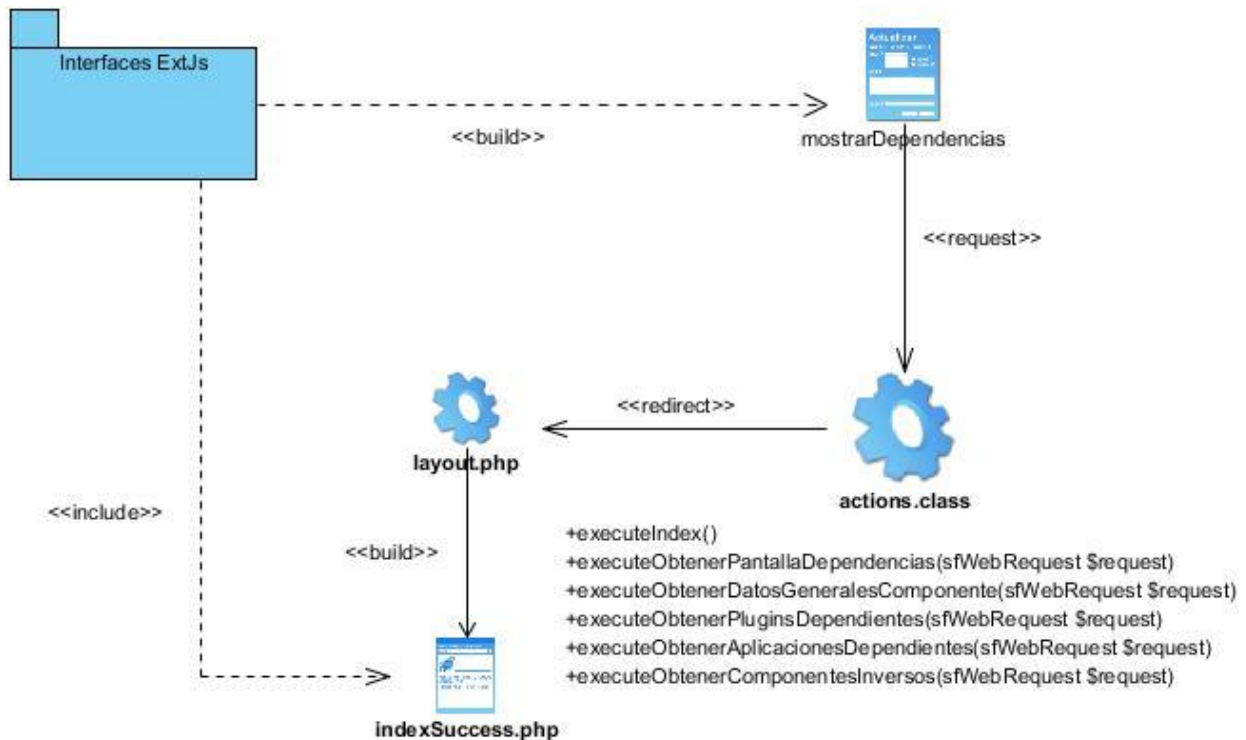 Interfaces ExtJs
Actualizar
<<build>>
mostrarDependencias
<<request>>
<<redirect>>
layout.php
actions.class
<<include>>
<<build>>
+executeIndex()
+executeObtenerPantallaDependencias(sfWebRequest $request)
+executeObtenerDatosGeneralesComponente(sfWebRequest $request)
+executeObtenerPluginsDependientes(sfWebRequest $request)
+executeObtenerAplicacionesDependientes(sfWebRequest $request)
+executeObtenerComponentesInversos(sfWebRequest $request)
indexSuccess.php